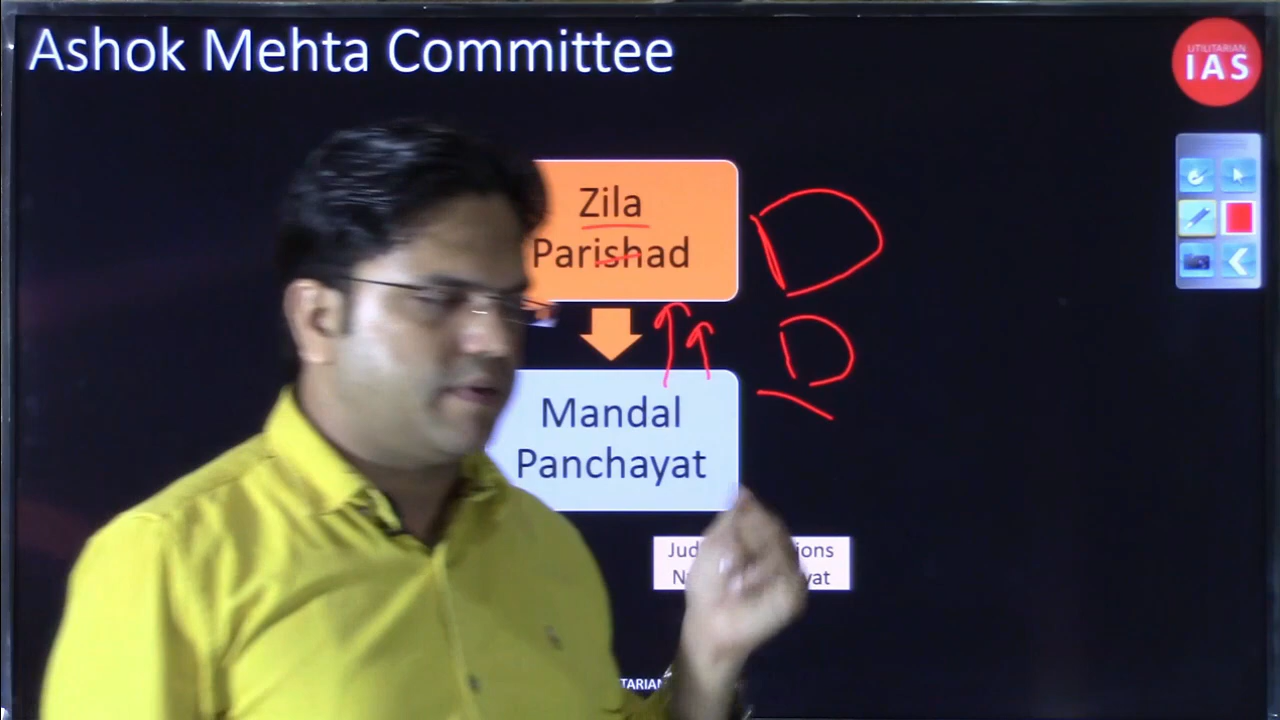 Ashok Mehta Committee
UTILITARIAN
IAS
Zila
Parishad
D
D
Mandal
Panchayat